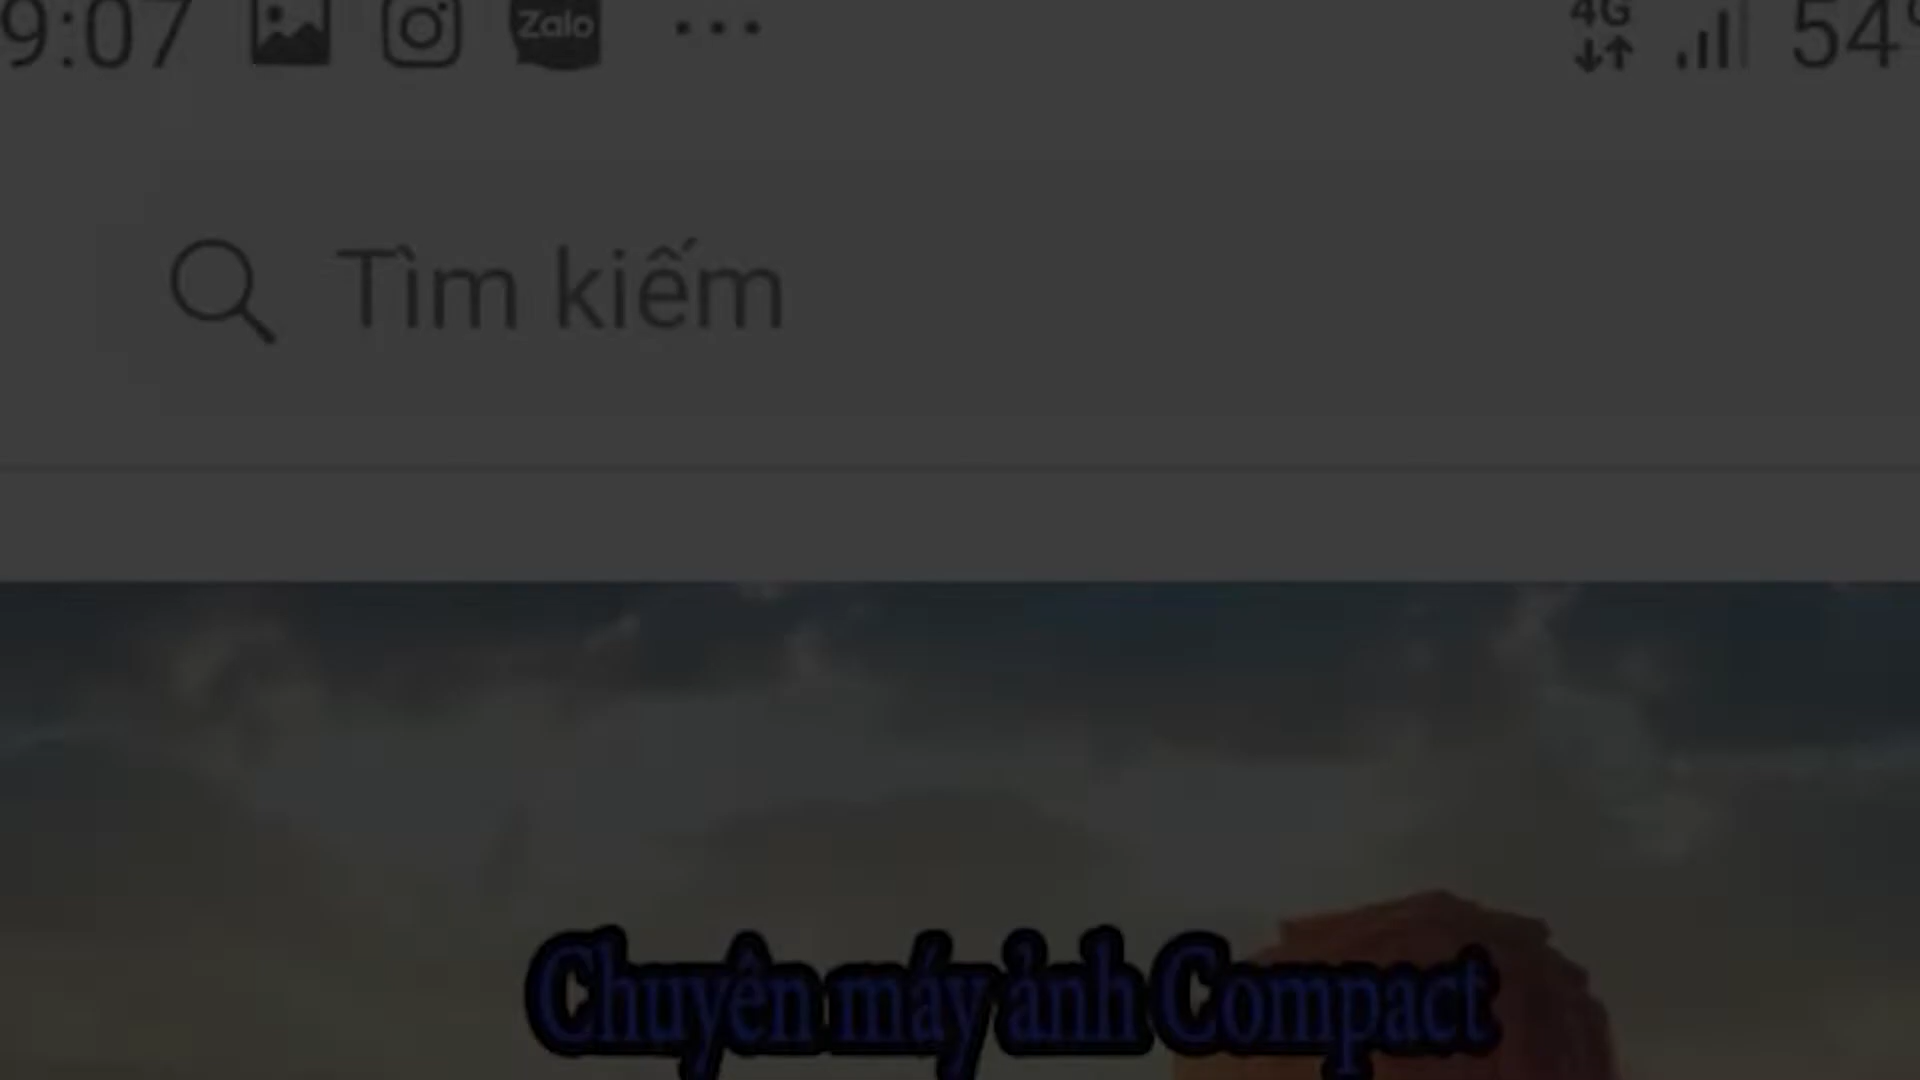 9:07 Zalo ... 4G 54%
Tìm kiếm
Chuyên máy ảnh Compact